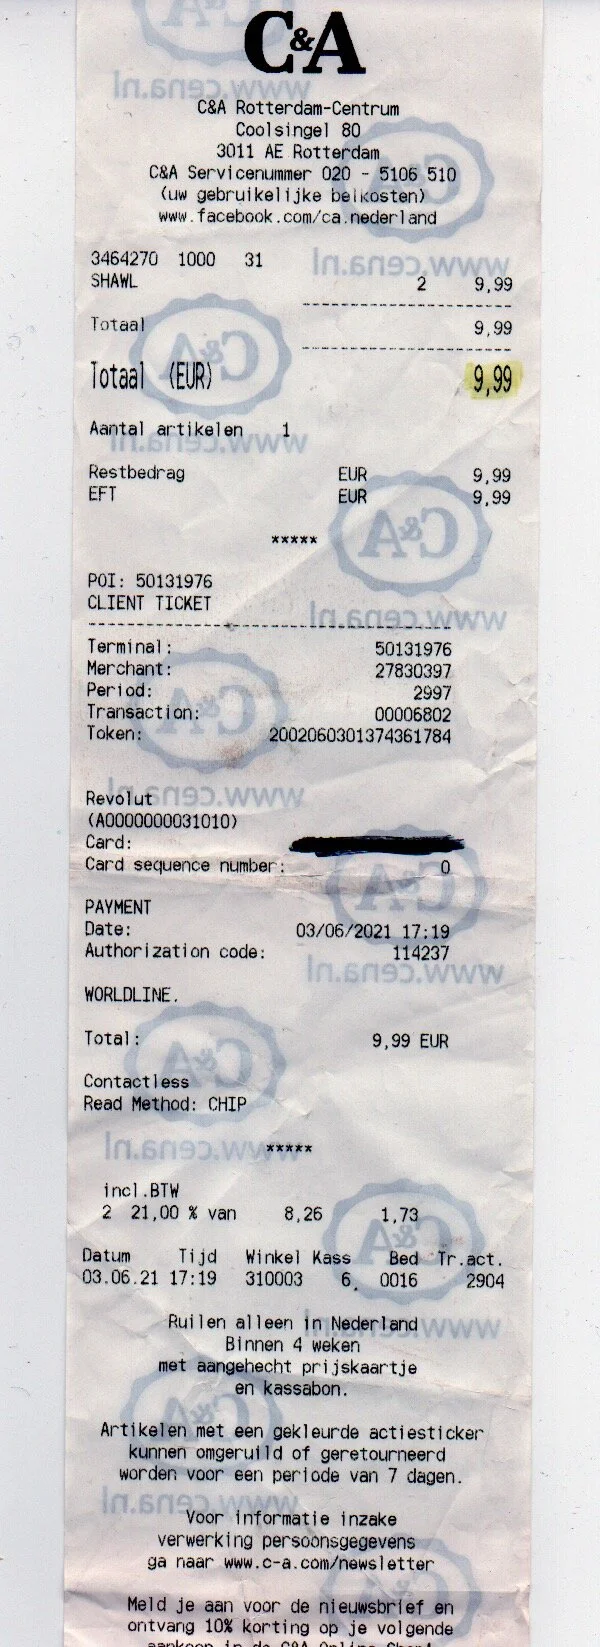 C&A
C&A Rotterdam-Centrum
Coolsingel 80
3011 AE Rotterdam
C&A Servicenummer 020 - 5106 510
(uw gebruikelijke belkosten)
www.facebook.com/ca.nederland
3464270 1000 31
SHAWL 2 9,99
Totaal 9,99
Totaal (EUR) 9,99
Aantal artikelen 1
Restbedrag EUR 9,99
EFT EUR 9,99
*****
POI: 50131976
CLIENT TICKET
Terminal: 50131976
Merchant: 27830397
Period: 2997
Transaction: 00006802
Token: 2002060301374361784
Revolut
(A0000000031010)
Card:
Card sequence number: 0
PAYMENT
Date: 03/06/2021 17:19
Authorization code: 114237
WORLDLINE.
Total: 9,99 EUR
Contactless
Read Method: CHIP
*****
incl.BTW
2 21,00 % van 8,26 1,73
Datum Tijd Winkel Kass Bed Tr.act.
03.06.21 17:19 310003 6. 0016 2904
Ruilen alleen in Nederland
Binnen 4 weken
met aangehecht prijskaartje
en kassabon.
Artikelen met een gekleurde actiesticker
kunnen omgeruild of geretourneerd
worden voor een periode van 7 dagen.
Voor informatie inzake
verwerking persoonsgegevens
ga naar www.c-a.com/newsletter
Meld je aan voor de nieuwsbrief en
ontvang 10% korting op je volgende
aankoop in de C&A Online Shop!